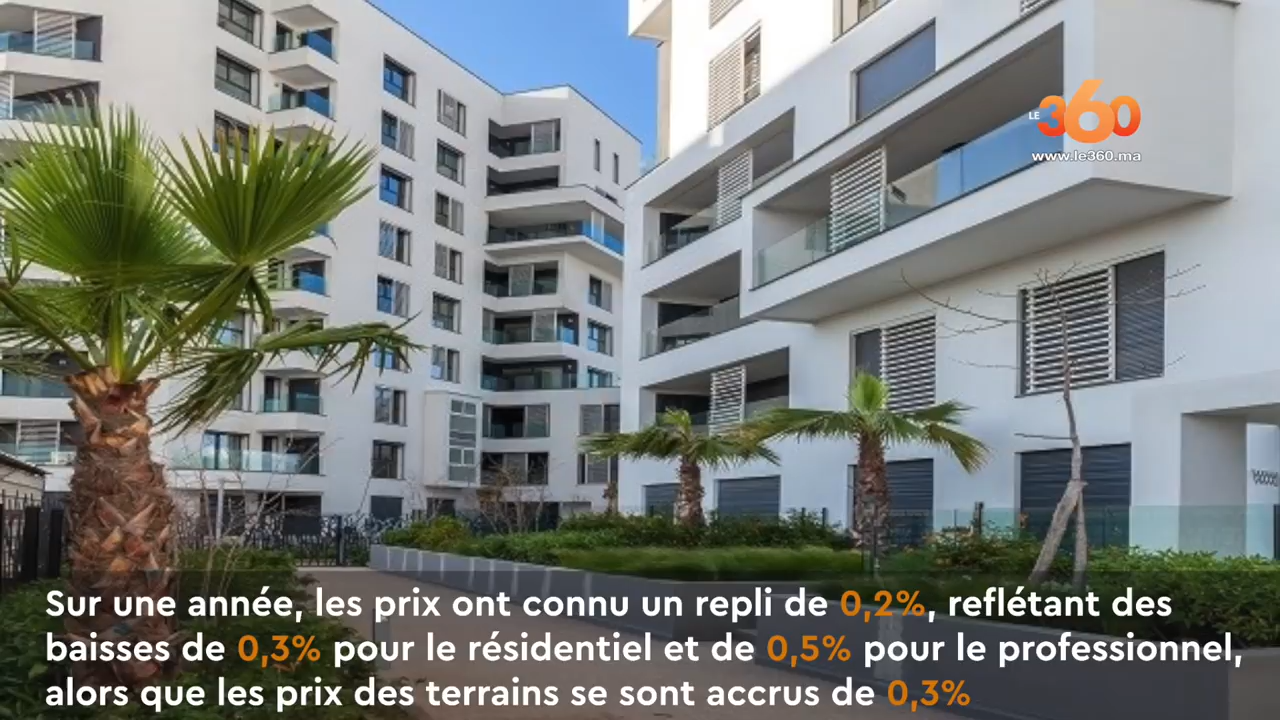 LE
360
www.le360.ma
Sur une année, les prix ont connu un repli de 0,2%, reflétant des
baisses de 0,3% pour le résidentiel et de 0,5% pour le professionnel,
alors que les prix des terrains se sont accrus de 0,3%